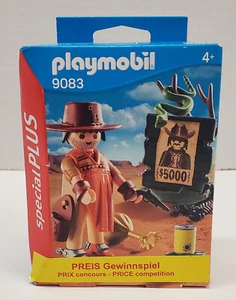 playmobil
9083
4+
special PLUS
$5000
PREIS Gewinnspiel
PRIX concours - PRICE competition